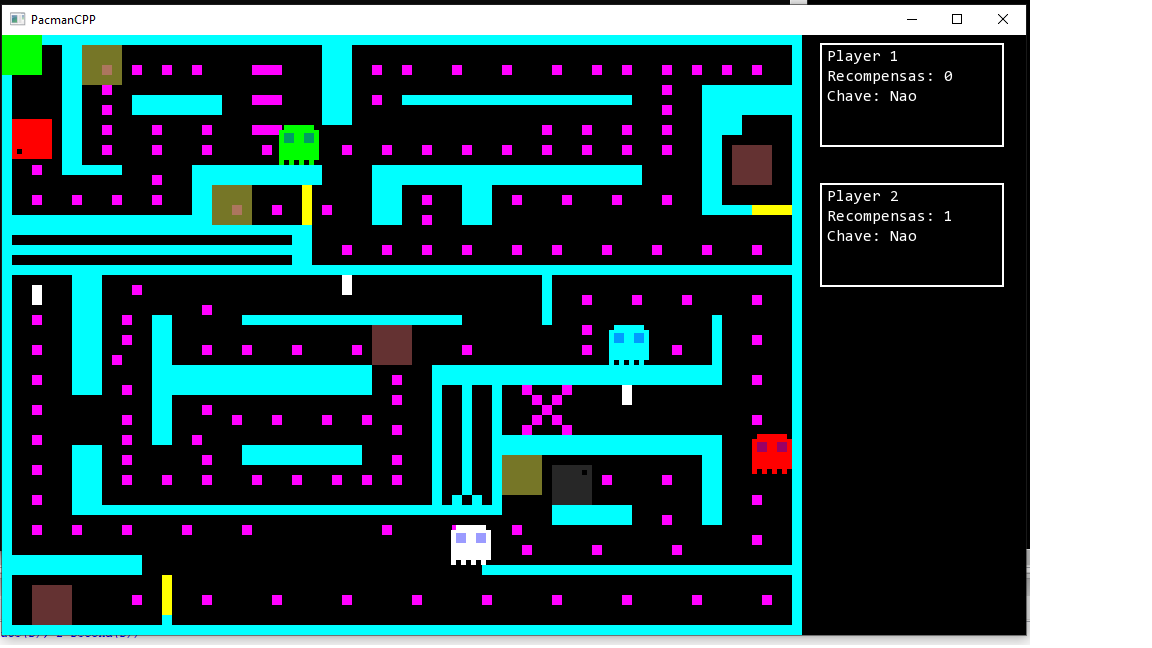 PacmanCPP
Player 1
Recompensas: 0
Chave: Nao
Player 2
Recompensas: 1
Chave: Nao